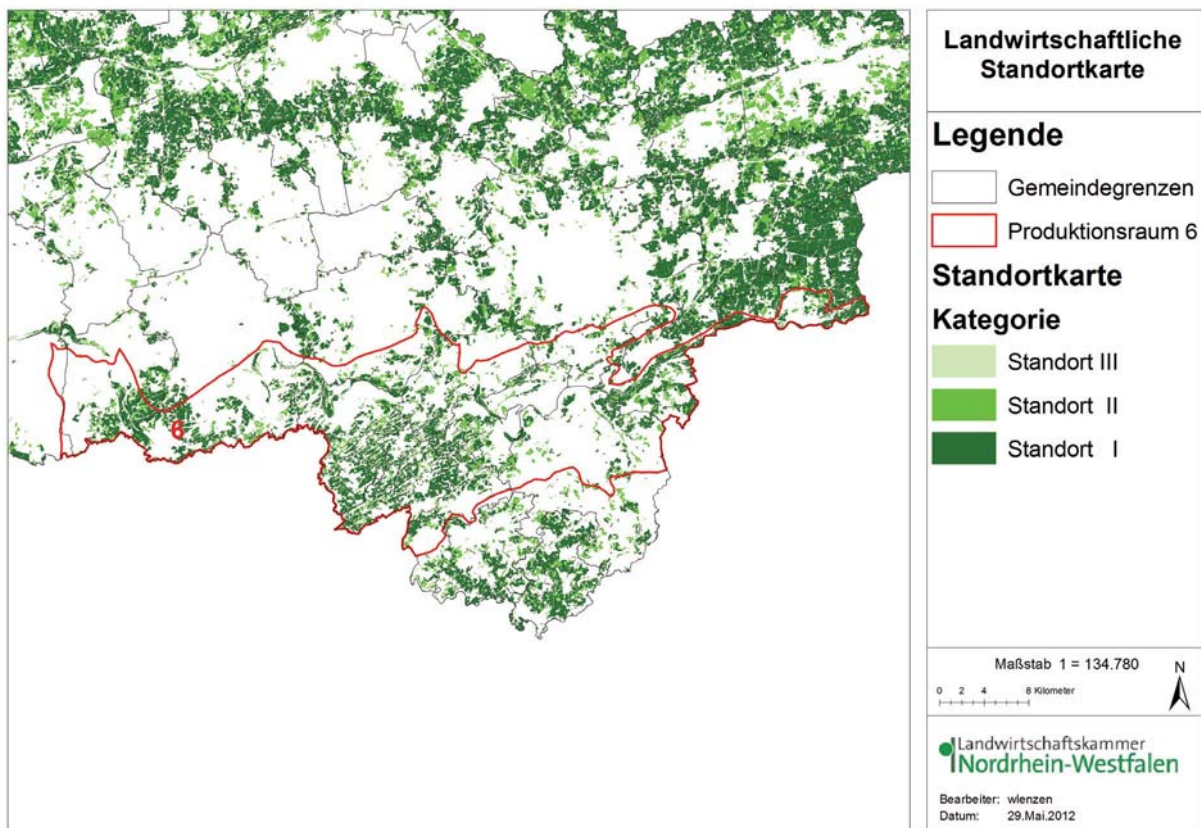 Landwirtschaftliche
Standortkarte
Legende
Gemeindegrenzen
Produktionsraum 6
Standortkarte
Kategorie
Standort III
Standort II
Standort I
6
Maßstab 1 = 134.780
N
0 2 4 8 Kilometer
Landwirtschaftskammer
Nordrhein-Westfalen
Bearbeiter: wlenzen
Datum: 29.Mai.2012